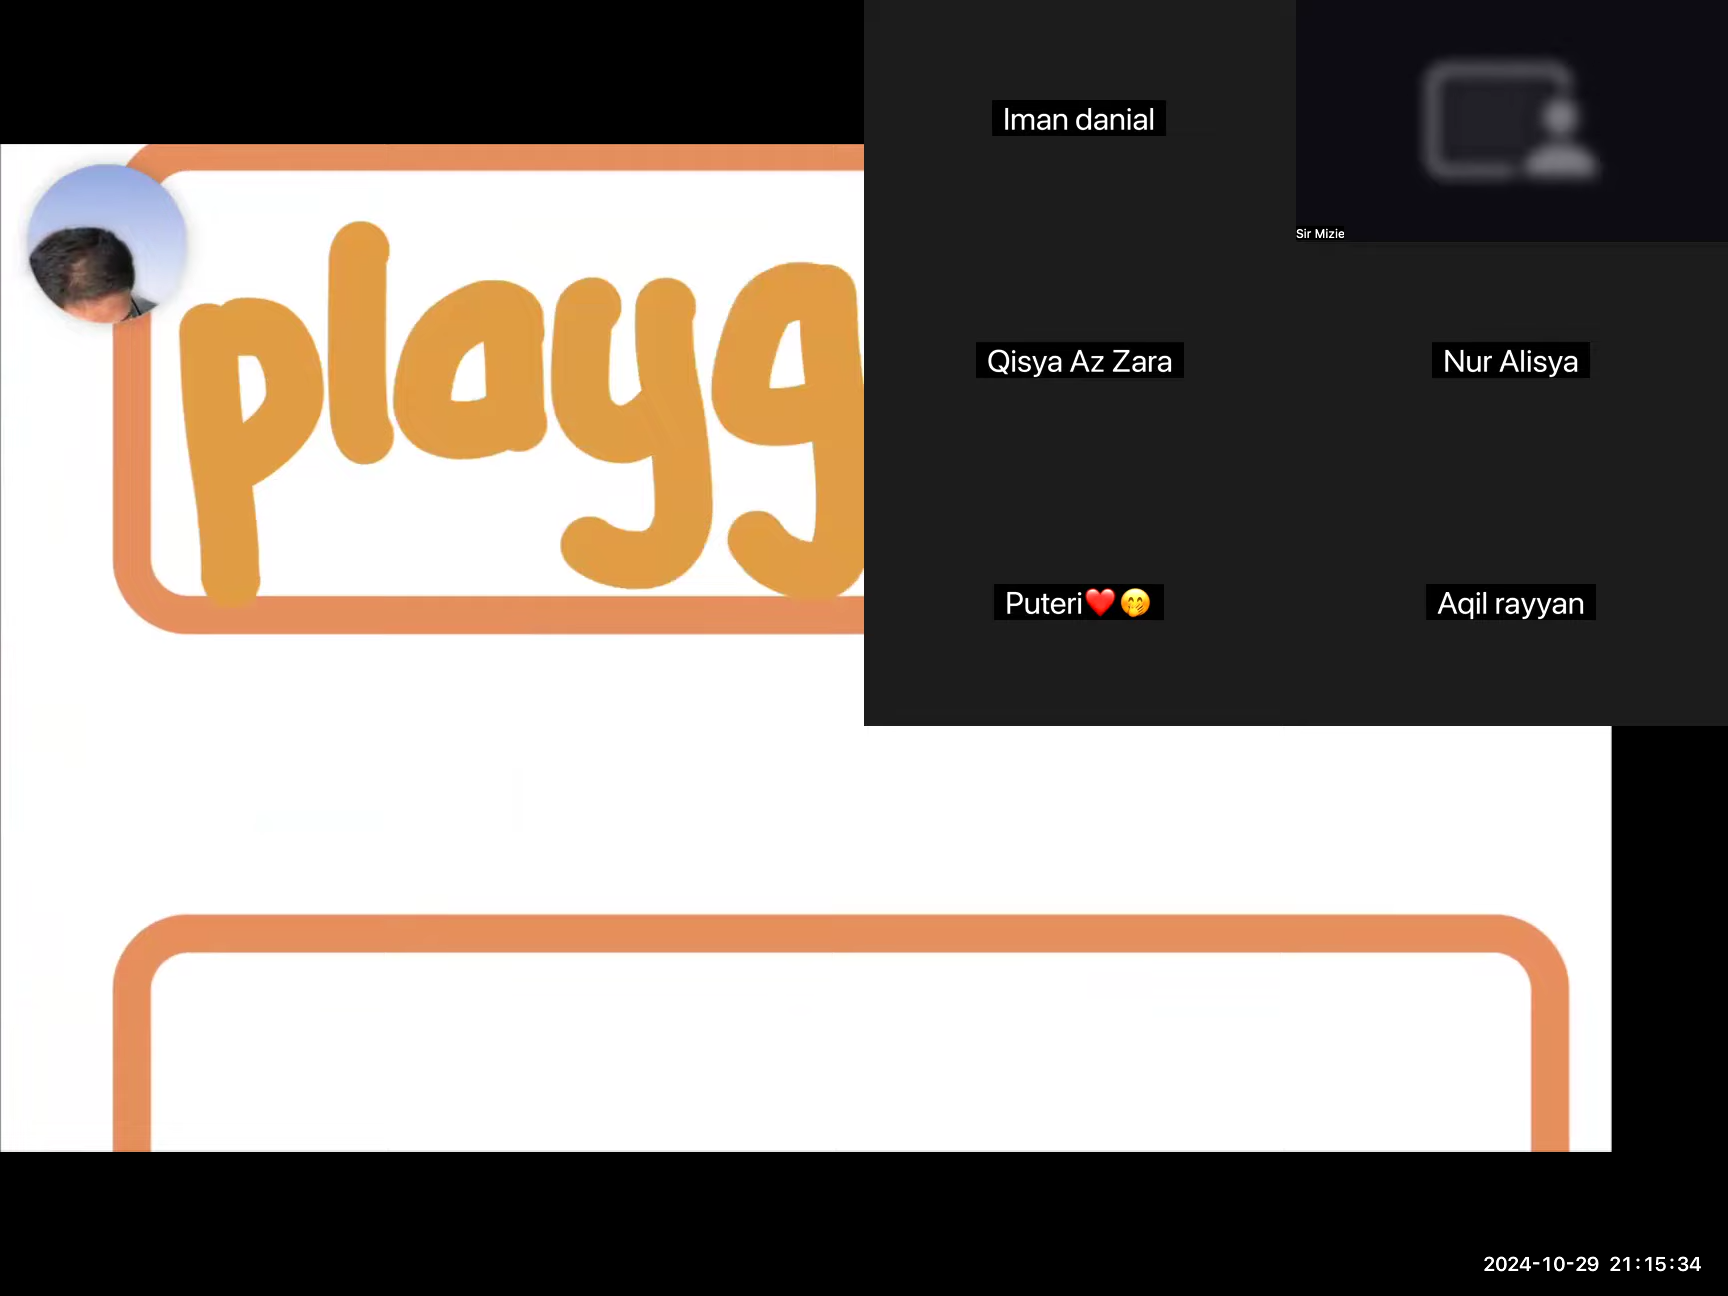 playg
Iman danial
Sir Mizie
Qisya Az Zara
Nur Alisya
Puteri❤️🤭
Aqil rayyan
2024-10-29 21:15:34